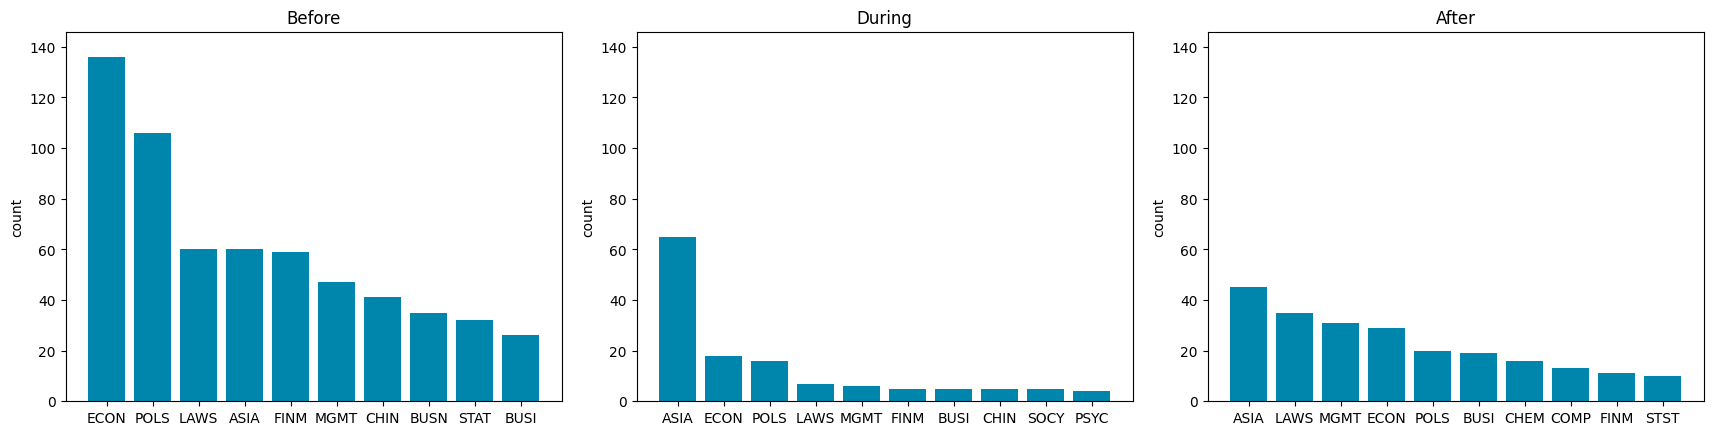 Before
140
120
100
80
60
40
20
0
count
ECON POLS LAWS ASIA FINM MGMT CHIN BUSN STAT BUSI
During
140
120
100
80
60
40
20
0
count
ASIA ECON POLS LAWS MGMT FINM BUSI CHIN SOCY PSYC
After
140
120
100
80
60
40
20
0
count
ASIA LAWS MGMT ECON POLS BUSI CHEM COMP FINM STST